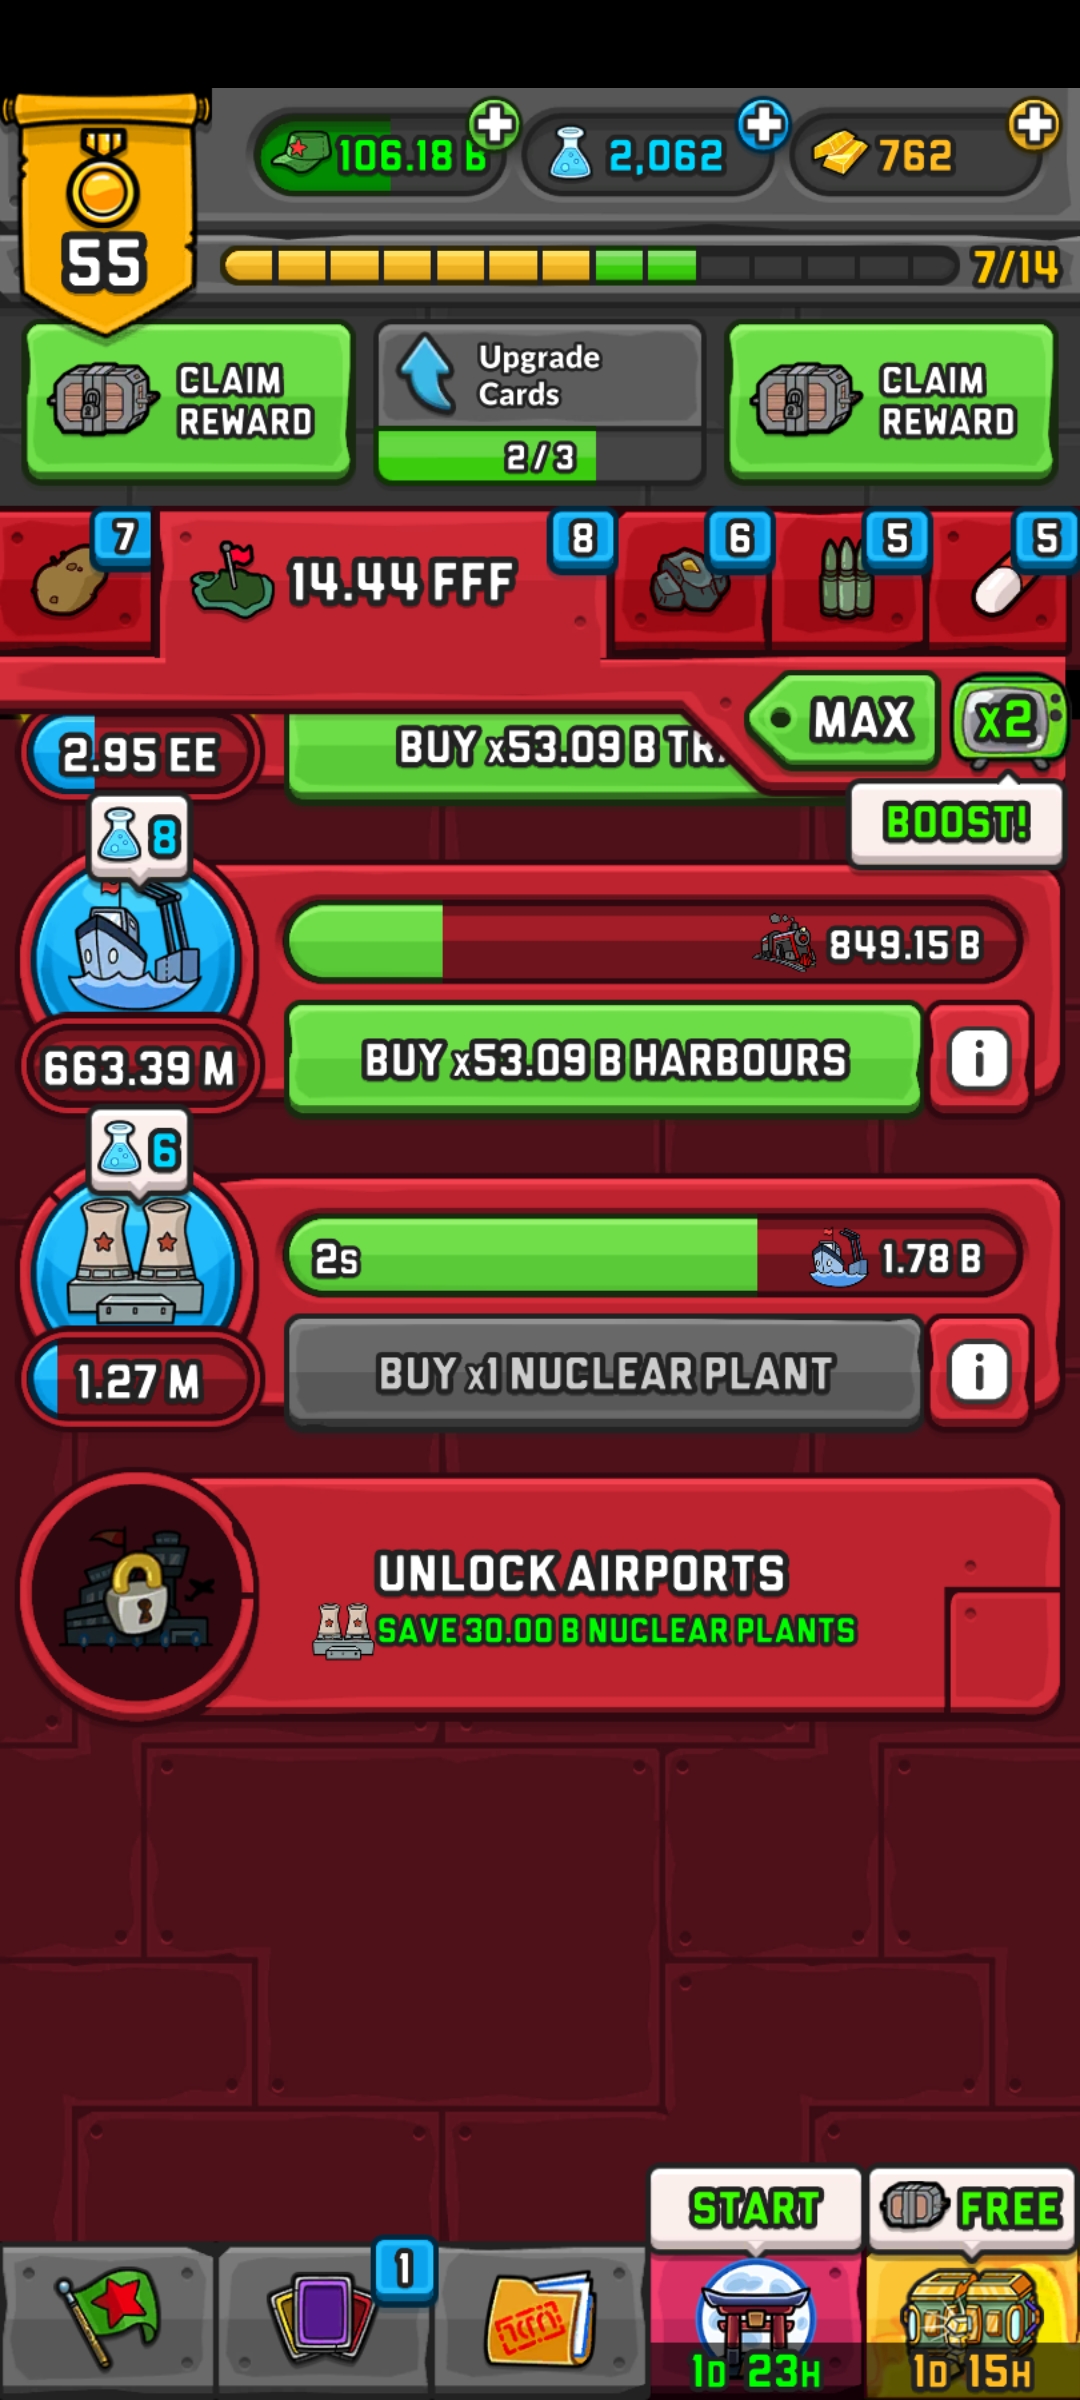 106.18 B
2,062
762
55
7/14
CLAIM
REWARD
Upgrade
Cards
2/3
CLAIM
REWARD
7
14.44 FFF
8
6
5
5
MAX
x2
BOOST!
2.95 EE
BUY x53.09 B
8
849.15 B
663.39 M
BUY x53.09 B HARBOURS
i
6
2s
1.78 B
1.27 M
BUY x1 NUCLEAR PLANT
i
UNLOCK AIRPORTS
SAVE 30.00 B NUCLEAR PLANTS
START
FREE
1
1D 23H
1D 15H